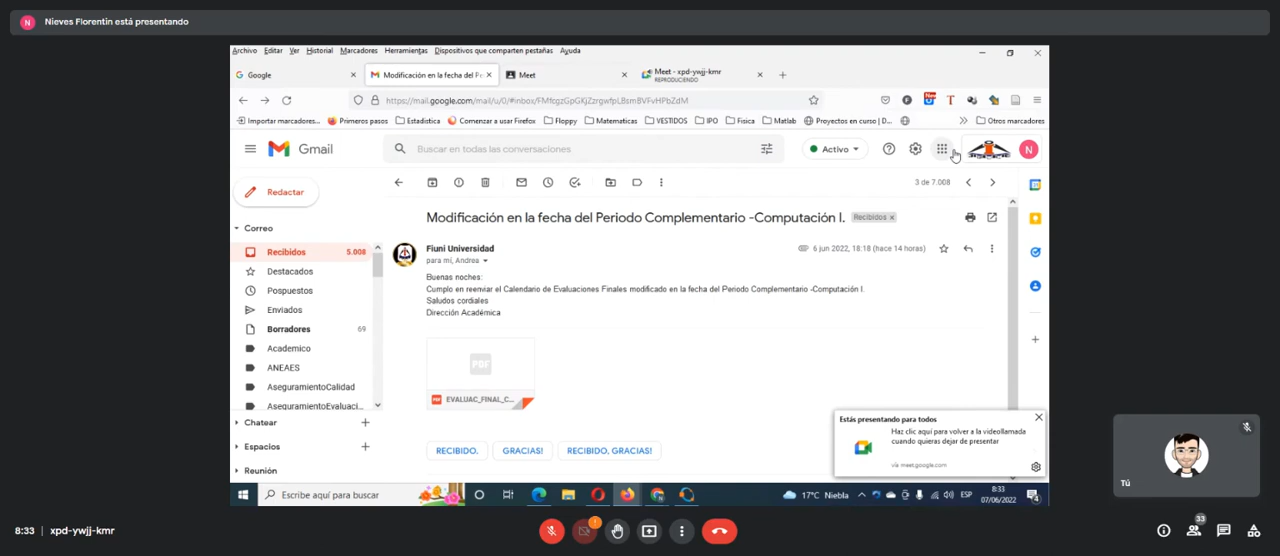 N Nieves Fiorentin está presentando
Archivo Editar Ver Historial Marcadores Herramientas Dispositivos que comparten pestañas Ayuda
Google
Modificación en la fecha del Pe
Meet
Meet - xpd-ywjj-kmr
REPRODUCIENDO
https://mail.google.com/mail/u/0/#inbox/FMfcgzGpGKjZzrgwfpLBsmBVFvHPbZdM
Importar marcadores... Primeros pasos Estadística Comenzar a usar Firefox Floppy Matematicas VESTIDOS IPO Fisica Matlab Proyectos en curso | D... Otros marcadores
Gmail
Buscar en todas las conversaciones
Activo
N
Redactar
3 de 7.008
Correo
Modificación en la fecha del Periodo Complementario -Computación I. Recibidos x
Recibidos 5.008
Destacados
Pospuestos
Enviados
Borradores 69
Academico
ANEAES
AseguramientoCalidad
AseguramientoEvaluaci...
Chatear
Espacios
Reunión
Fiuni Universidad
6 jun 2022, 18:18 (hace 14 horas)
para mí, Andrea
Buenas noches:
Cumplo en reenviar el Calendario de Evaluaciones Finales modificado en la fecha del Periodo Complementario -Computación I.
Saludos cordiales
Dirección Académica
PDF
PDF EVALUAC_FINAL_C...
RECIBIDO. GRACIAS! RECIBIDO, GRACIAS!
Estás presentando para todos
Haz clic aquí para volver a la videollamada
cuando quieras dejar de presentar
vía meet.google.com
Escribe aquí para buscar
17°C Niebla
ESP
8:33
07/06/2022
4
Tú
8:33 | xpd-ywjj-kmr
33